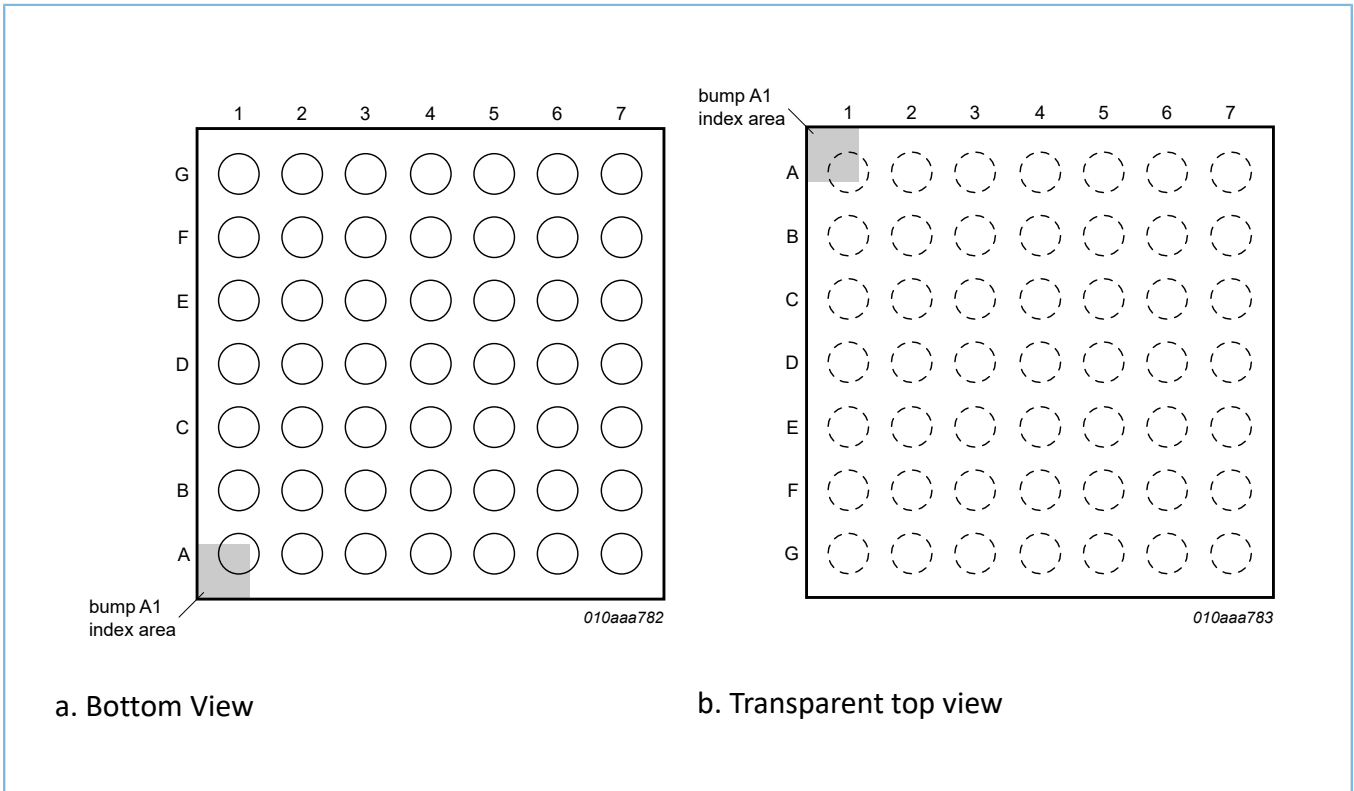 1 2 3 4 5 6 7
G
F
E
D
C
B
A
bump A1
index area
010aaa782
a. Bottom View
bump A1
index area
1 2 3 4 5 6 7
A
B
C
D
E
F
G
010aaa783
b. Transparent top view